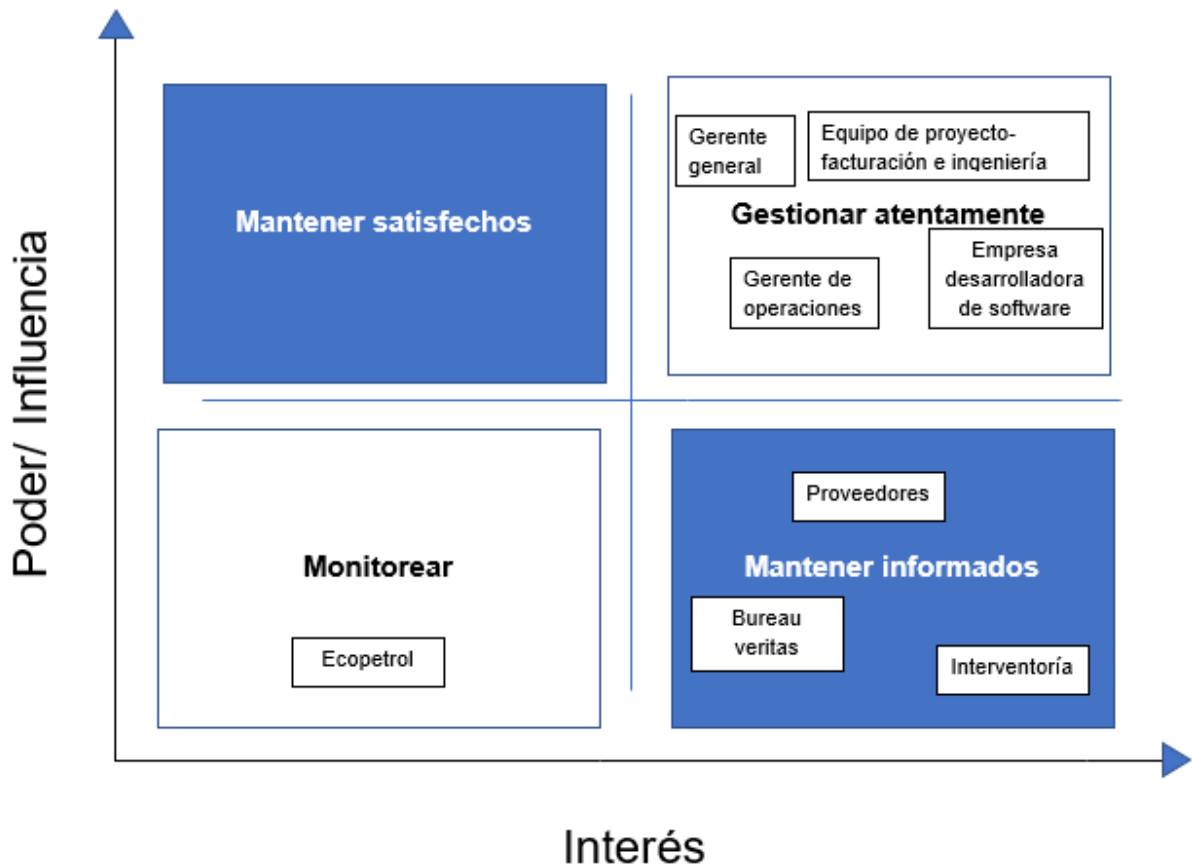 Poder/ Influencia
Mantener satisfechos
Gerente
general
Equipo de proyecto-
facturación e ingeniería
Gestionar atentamente
Gerente de
operaciones
Empresa
desarrolladora
de software
Monitorear
Ecopetrol
Proveedores
Mantener informados
Bureau
veritas
Interventoría
Interés